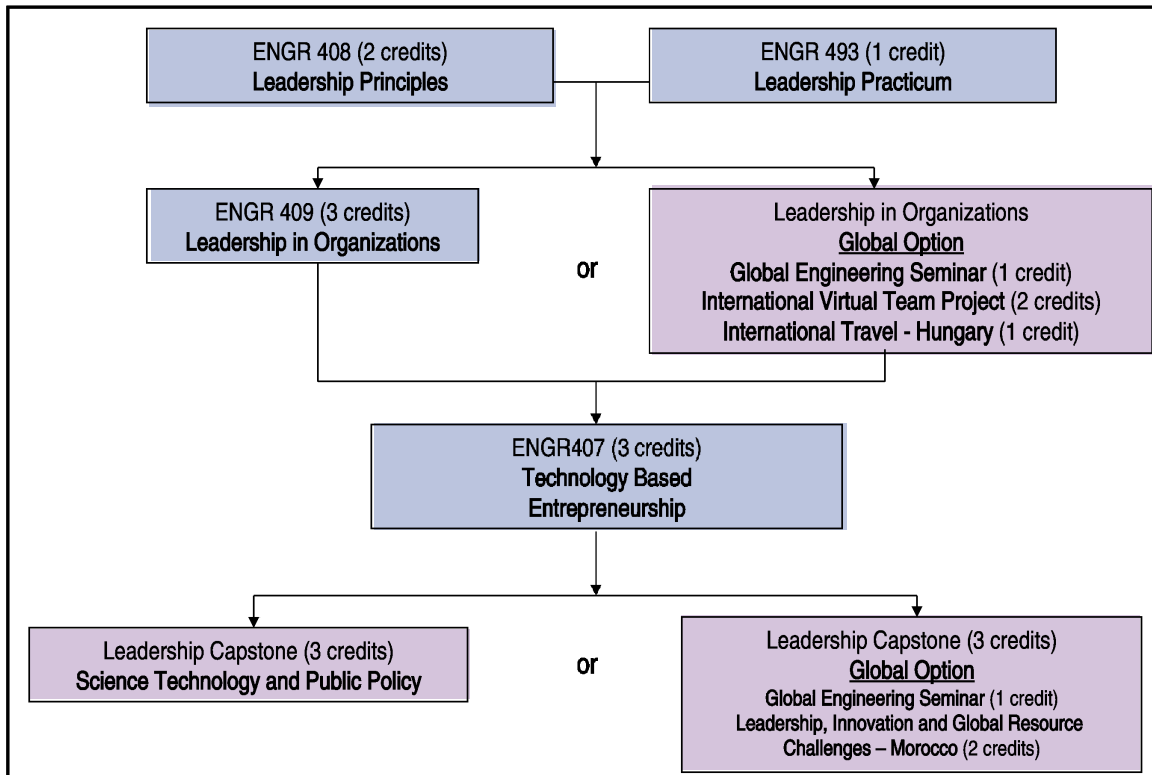 ENGR 408 (2 credits)
Leadership Principles
ENGR 493 (1 credit)
Leadership Practicum
ENGR 409 (3 credits)
Leadership in Organizations
or
Leadership in Organizations
Global Option
Global Engineering Seminar (1 credit)
International Virtual Team Project (2 credits)
International Travel - Hungary (1 credit)
ENGR407 (3 credits)
Technology Based
Entrepreneurship
Leadership Capstone (3 credits)
Science Technology and Public Policy
or
Leadership Capstone (3 credits)
Global Option
Global Engineering Seminar (1 credit)
Leadership, Innovation and Global Resource
Challenges – Morocco (2 credits)